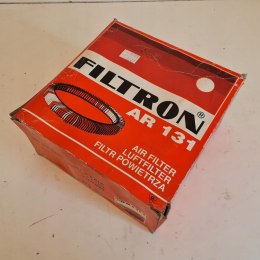 FILTRON®
AR 131
AIR FILTER
LUFTFILTER
FILTR POWIETRZA